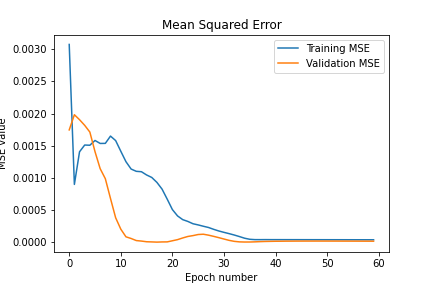 Mean Squared Error
Training MSE
Validation MSE
MSE value
0.0030
0.0025
0.0020
0.0015
0.0010
0.0005
0.0000
0 10 20 30 40 50 60
Epoch number